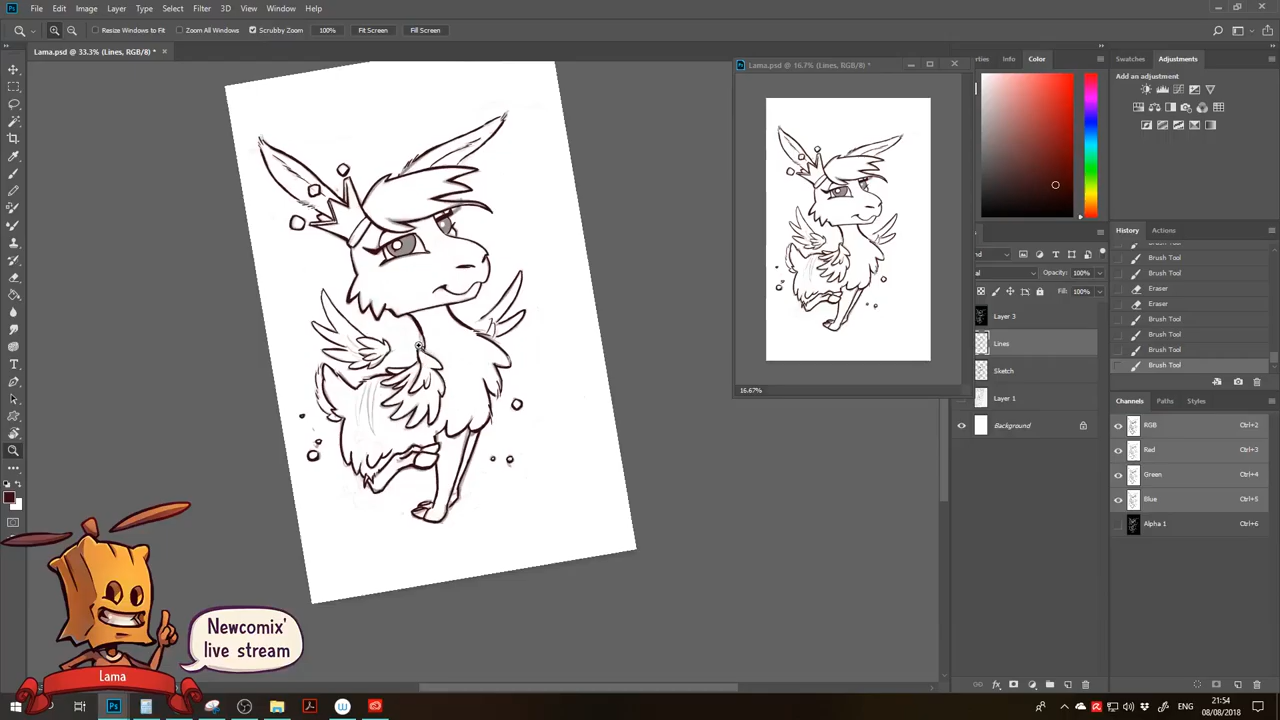 File Edit Image Layer Type Select Filter 3D View Window Help
Resize Windows to Fit Zoom All Windows Scrubby Zoom 100% Fit Screen Fill Screen
Lama.psd @ 33.3% (Lines, RGB/8) *
Lama.psd @ 16.7% (Lines, RGB/8) *
16.67%
Info Color
Swatches Adjustments
Add an adjustment
History Actions
Brush Tool
Brush Tool
Eraser
Eraser
Brush Tool
Brush Tool
Brush Tool
Brush Tool
Opacity: 100%
Fill: 100%
Layer 3
Lines
Sketch
Layer 1
Background
Channels Paths Styles
RGB Ctrl+2
Red Ctrl+3
Green Ctrl+4
Blue Ctrl+5
Alpha 1 Ctrl+6
Newcomix'
live stream
Lama
ENG
21:54
08/08/2018